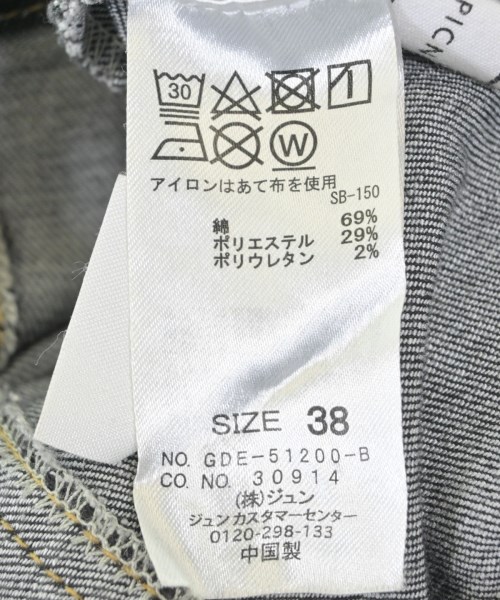 PICN
30
W
アイロンはあて布を使用
SB-150
綿 69%
ポリエステル 29%
ポリウレタン 2%
SIZE 38
NO. GDE-51200-B
CO. NO. 30914
(株)ジュン
ジュンカスタマーセンター
0120-298-133
中国製